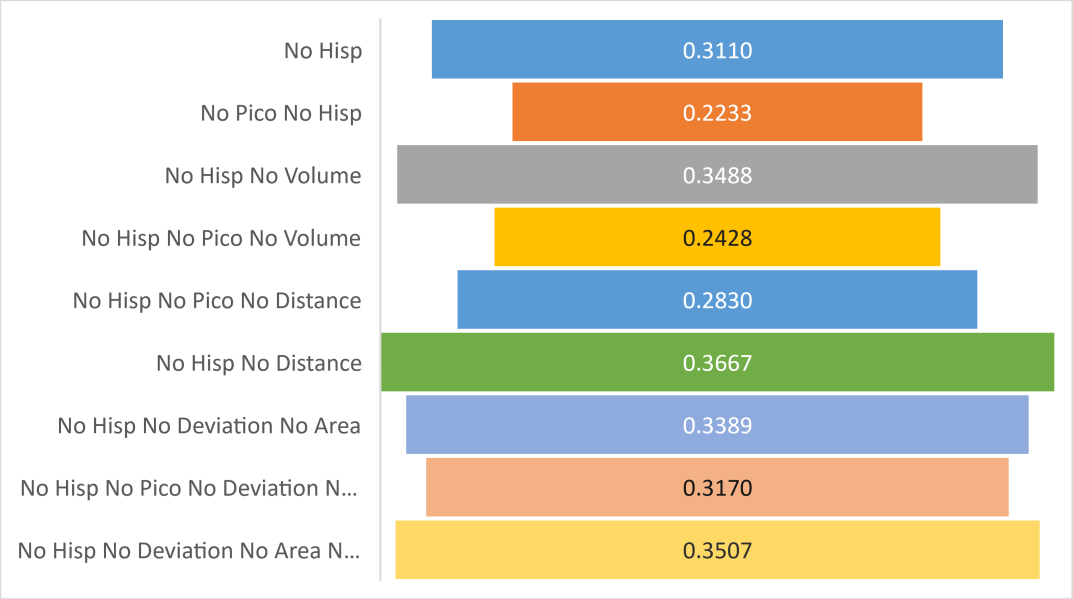 No Hisp 0.3110
No Pico No Hisp 0.2233
No Hisp No Volume 0.3488
No Hisp No Pico No Volume 0.2428
No Hisp No Pico No Distance 0.2830
No Hisp No Distance 0.3667
No Hisp No Deviation No Area 0.3389
No Hisp No Pico No Deviation N... 0.3170
No Hisp No Deviation No Area N... 0.3507